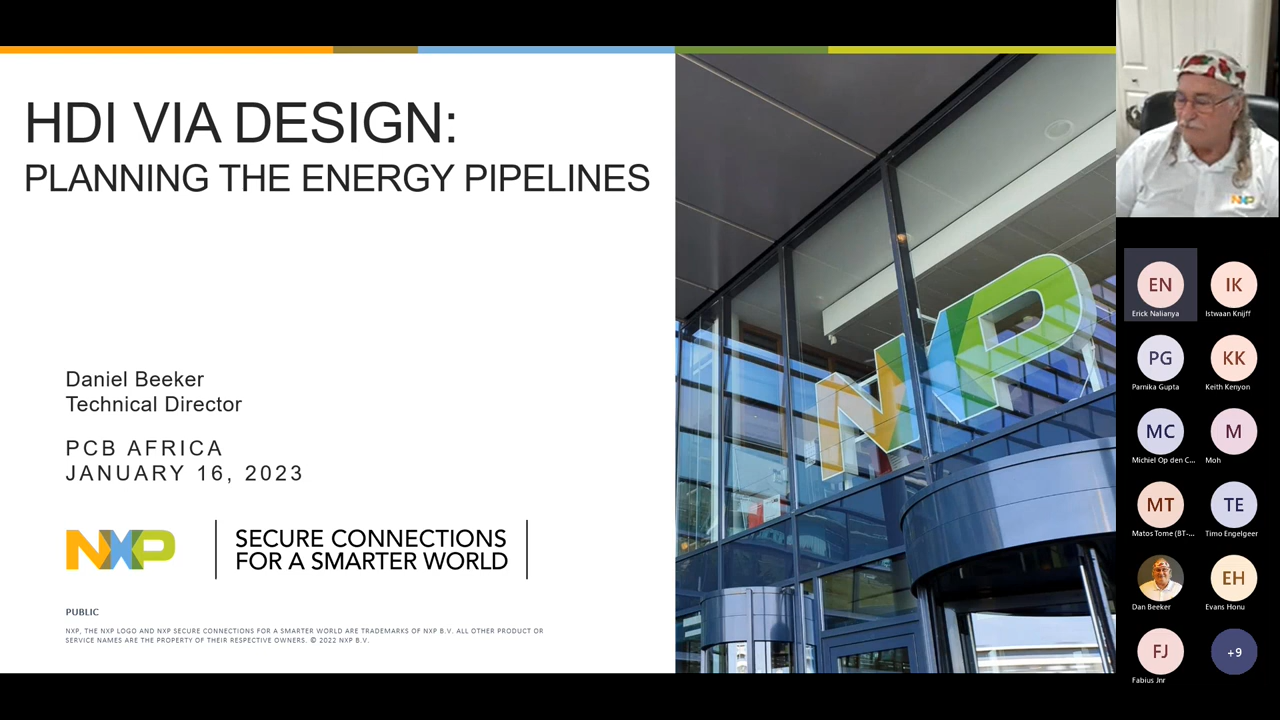 HDI VIA DESIGN:
PLANNING THE ENERGY PIPELINES
Daniel Beeker
Technical Director
PCB AFRICA
JANUARY 16, 2023
NXP
SECURE CONNECTIONS
FOR A SMARTER WORLD
PUBLIC
NXP, THE NXP LOGO AND NXP SECURE CONNECTIONS FOR A SMARTER WORLD ARE TRADEMARKS OF NXP B.V. ALL OTHER PRODUCT OR
SERVICE NAMES ARE THE PROPERTY OF THEIR RESPECTIVE OWNERS. © 2022 NXP B.V.
NXP
NXP
EN
Erick Nalianya
IK
Istwaan Knijff
PG
Parnika Gupta
KK
Keith Kenyon
MC
Michiel Op den C...
M
Moh
MT
Matos Tome (BT-...
TE
Timo Engelgeer
Dan Beeker
EH
Evans Honu
FJ
Fabius Jnr
+9